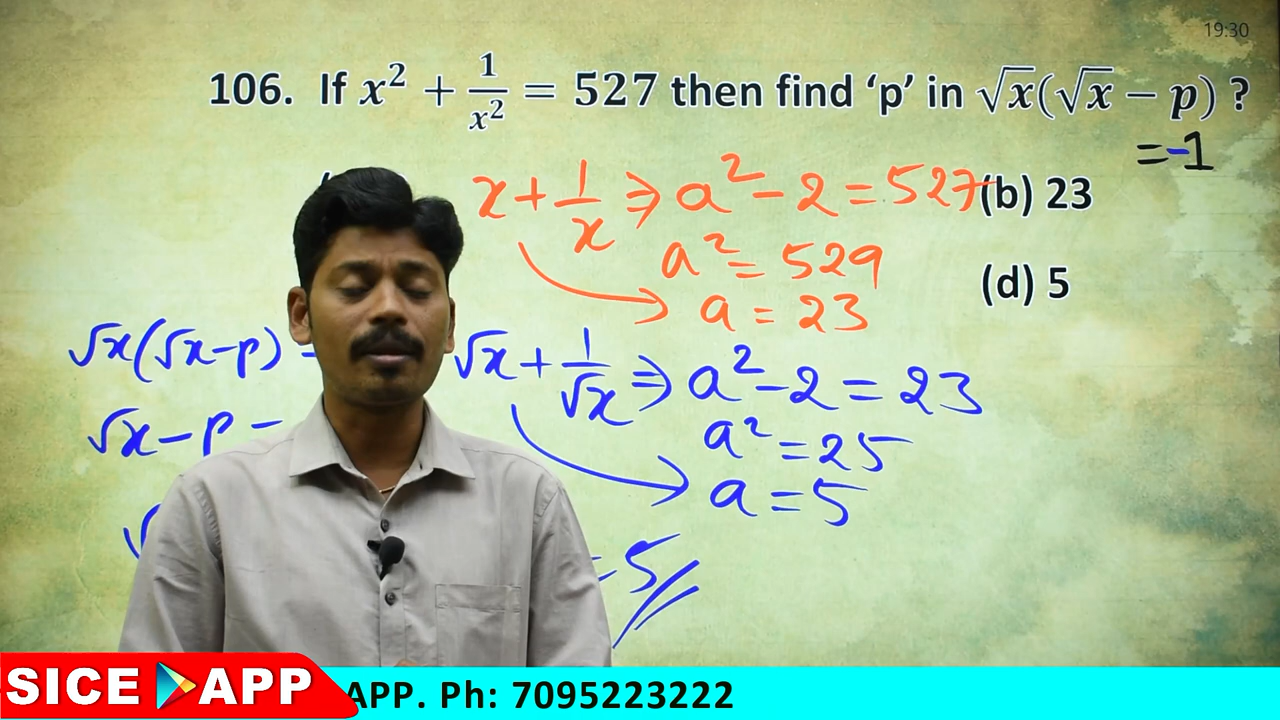 19:30
106. If x² + 1/x² = 527 then find ‘p’ in √x(√x − p) ?
= -1
x + 1/x ⇒ a² - 2 = 527
(b) 23
a² = 529
(d) 5
a = 23
√x(√x-p)
√x + 1/√x ⇒ a² - 2 = 23
√x - p -
a² = 25
a = 5
= 5 //
SICE APP
APP. Ph: 7095223222